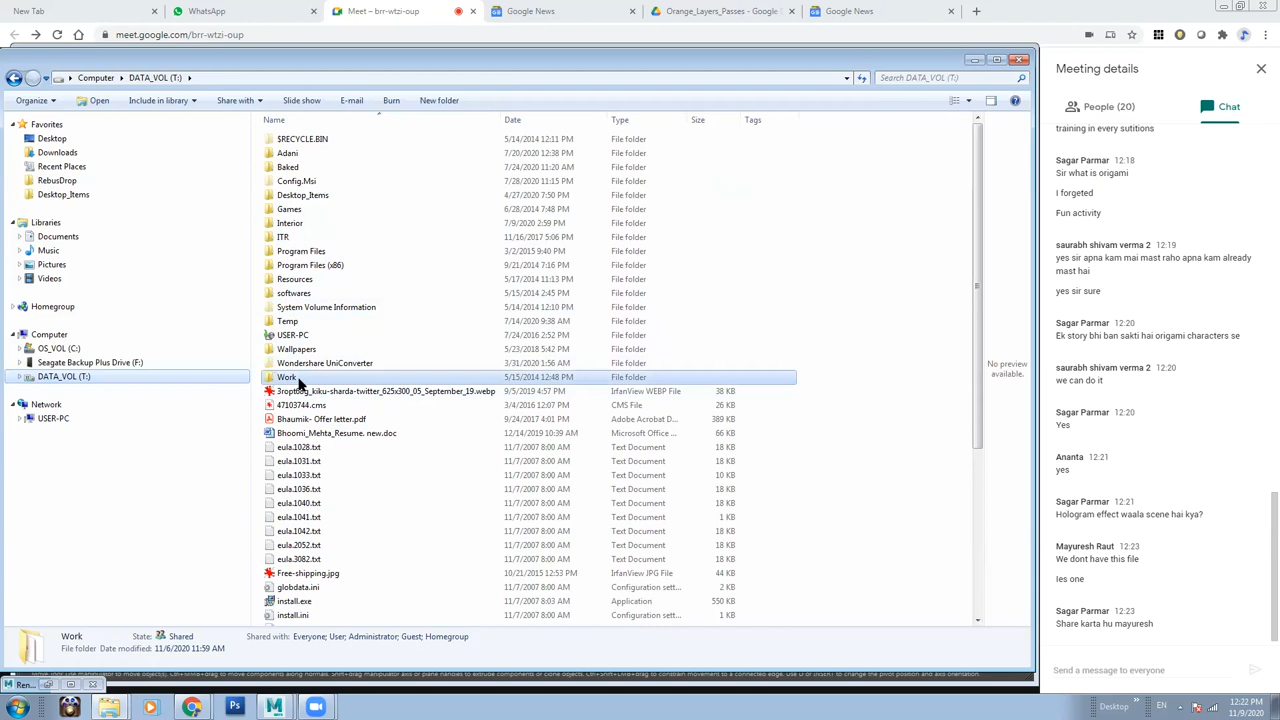 New Tab
WhatsApp
Meet – brr-wtzi-oup
Google News
Orange_Layers_Passes - Google
Google News
meet.google.com/brr-wtzi-oup
Computer
DATA_VOL (T:)
Search DATA_VOL (T:)
Organize
Open
Include in library
Share with
Slide show
E-mail
Burn
New folder
Favorites
Desktop
Downloads
Recent Places
RebusDrop
Desktop_Items
Libraries
Documents
Music
Pictures
Videos
Homegroup
Computer
OS_VOL (C:)
Seagate Backup Plus Drive (F:)
DATA_VOL (T:)
Network
USER-PC
Name Date Type Size Tags
$RECYCLE.BIN 5/14/2014 12:11 PM File folder
Adani 7/20/2020 12:38 PM File folder
Baked 7/24/2020 11:20 AM File folder
Config.Msi 7/28/2020 11:15 PM File folder
Desktop_Items 4/27/2020 7:50 PM File folder
Games 6/28/2014 7:48 PM File folder
Interior 7/9/2020 2:59 PM File folder
ITR 11/16/2017 5:06 PM File folder
Program Files 3/2/2015 9:40 PM File folder
Program Files (x86) 9/21/2014 7:16 PM File folder
Resources 5/17/2014 11:13 PM File folder
softwares 5/15/2014 2:45 PM File folder
System Volume Information 5/14/2014 12:10 PM File folder
Temp 7/14/2020 9:38 AM File folder
USER-PC 7/24/2016 2:52 PM File folder
Wallpapers 5/23/2018 5:42 PM File folder
Wondershare UniConverter 3/31/2020 1:56 AM File folder
Work 5/15/2014 12:48 PM File folder
3roptbbg_kiku-sharda-twitter_625x300_05_September_19.webp 9/5/2019 4:57 PM IrfanView WEBP File 38 KB
47103744.cms 3/4/2016 12:07 PM CMS File 26 KB
Bhaumik- Offer letter.pdf 9/24/2017 4:01 PM Adobe Acrobat D... 389 KB
Bhoomi_Mehta_Resume. new.doc 12/14/2019 10:39 AM Microsoft Office ... 66 KB
eula.1028.txt 11/7/2007 8:00 AM Text Document 18 KB
eula.1031.txt 11/7/2007 8:00 AM Text Document 18 KB
eula.1033.txt 11/7/2007 8:00 AM Text Document 10 KB
eula.1036.txt 11/7/2007 8:00 AM Text Document 18 KB
eula.1040.txt 11/7/2007 8:00 AM Text Document 18 KB
eula.1041.txt 11/7/2007 8:00 AM Text Document 1 KB
eula.1042.txt 11/7/2007 8:00 AM Text Document 18 KB
eula.2052.txt 11/7/2007 8:00 AM Text Document 18 KB
eula.3082.txt 11/7/2007 8:00 AM Text Document 18 KB
Free-shipping.jpg 10/21/2015 12:53 PM IrfanView JPG File 44 KB
globdata.ini 11/7/2007 8:00 AM Configuration sett... 2 KB
install.exe 11/7/2007 8:03 AM Application 550 KB
install.ini 11/7/2007 8:00 AM Configuration sett... 1 KB
No preview
available.
Work State: Shared Shared with: Everyone; User; Administrator; Guest; Homegroup
File folder Date modified: 11/6/2020 11:59 AM
Ren...
Meeting details
People (20)
Chat
training in every sutitions
Sagar Parmar 12:18
Sir what is origami
I forgeted
Fun activity
saurabh shivam verma 2 12:19
yes sir apna kam mai mast raho apna kam already
mast hai
yes sir sure
Sagar Parmar 12:20
Ek story bhi ban sakti hai origami characters se
saurabh shivam verma 2 12:20
we can do it
Sagar Parmar 12:20
Yes
Ananta 12:21
yes
Sagar Parmar 12:21
Hologram effect waala scene hai kya?
Mayuresh Raut 12:23
We dont have this file
Ies one
Sagar Parmar 12:23
Share karta hu mayuresh
Send a message to everyone
Desktop
EN
12:22 PM
11/9/2020